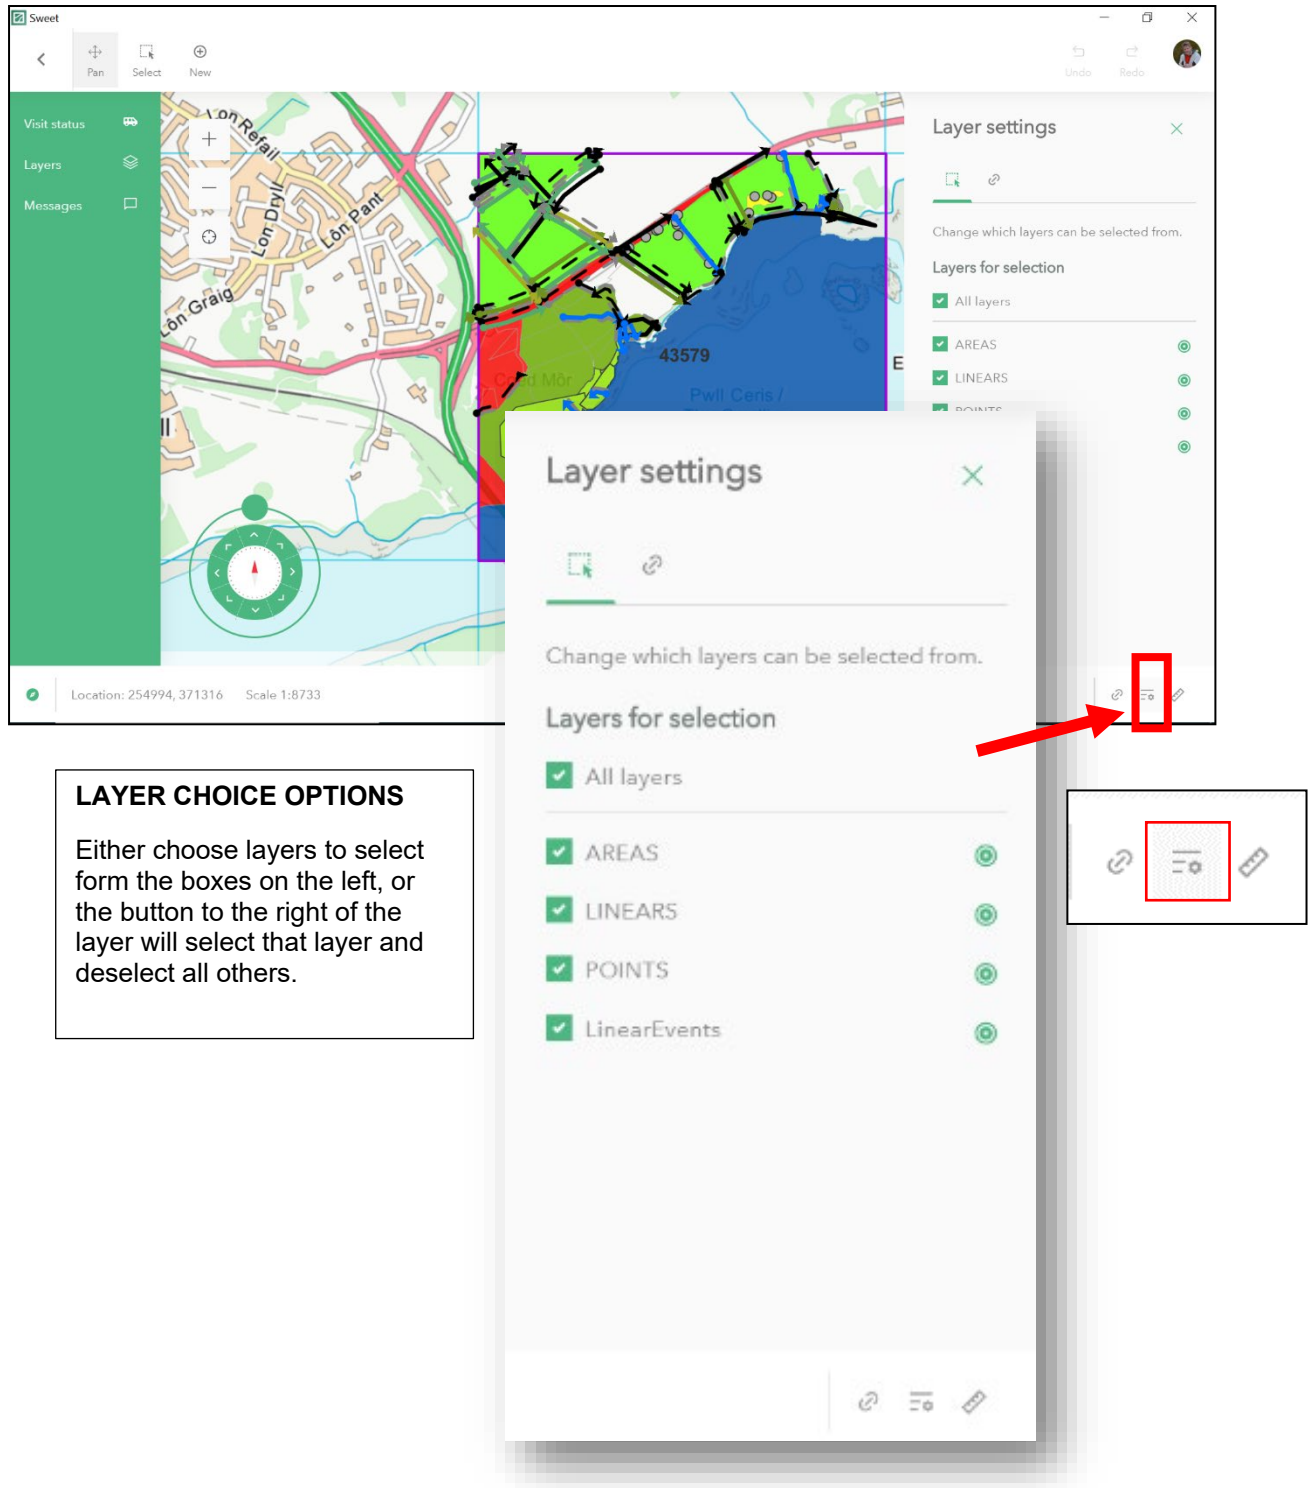 Sweet
Pan
Select
New
Undo
Redo
Visit status
Layers
Messages
Lon Refail
Lon Dryll
Lôn Pant
Lôn Graig
43579
Pwll Ceris /
E
ll
Location: 254994, 371316 Scale 1:8733
Layer settings
Change which layers can be selected from.
Layers for selection
All layers
AREAS
LINEARS
POINTS
Layer settings
Change which layers can be selected from.
Layers for selection
All layers
AREAS
LINEARS
POINTS
LinearEvents
LAYER CHOICE OPTIONS
Either choose layers to select
form the boxes on the left, or
the button to the right of the
layer will select that layer and
deselect all others.